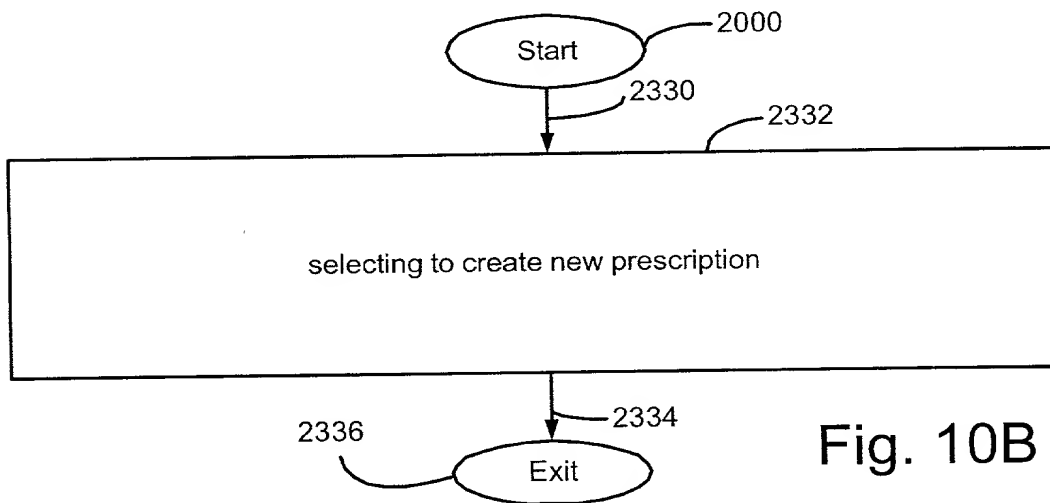 Start
2000
2330
2332
selecting to create new prescription
2334
2336
Exit
Fig. 10B